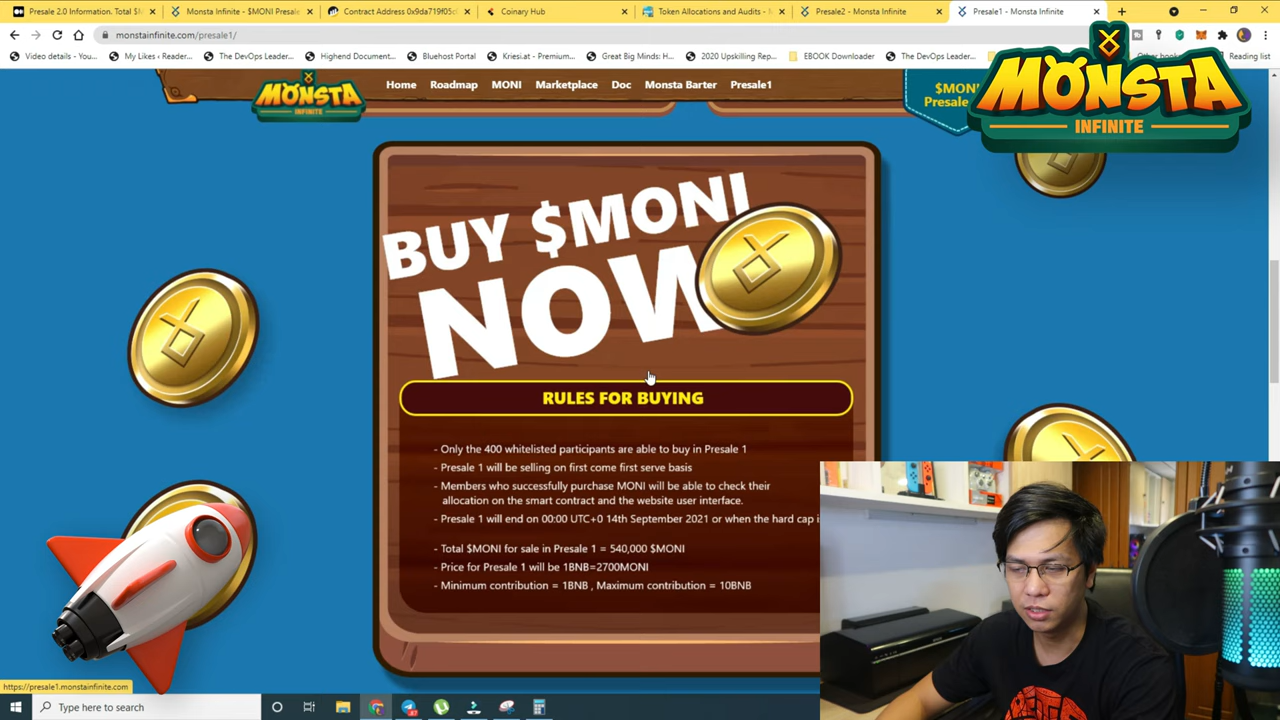 Presale 2.0 Information. Total $M
Monsta Infinite - $MONI Presale
Contract Address 0x9da719f05c
Coinary Hub
Token Allocations and Audits - M
Presale2 - Monsta Infinite
Presale1 - Monsta Infinite
monstainfinite.com/presale1/
Video details - You...
My Likes ‹ Reader...
The DevOps Leader...
Highend Document...
Bluehost Portal
Kriesi.at - Premium...
Great Big Minds: H...
2020 Upskilling Rep...
EBOOK Downloader
The DevOps Leader...
Reading list
MONSTA
INFINITE
Home
Roadmap
MONI
Marketplace
Doc
Monsta Barter
Presale1
$MONI
Presale
MONSTA
INFINITE
BUY $MONI
NOW
RULES FOR BUYING
- Only the 400 whitelisted participants are able to buy in Presale 1
- Presale 1 will be selling on first come first serve basis
- Members who successfully purchase MONI will be able to check their
allocation on the smart contract and the website user interface.
- Presale 1 will end on 00:00 UTC+0 14th September 2021 or when the hard cap i
- Total $MONI for sale in Presale 1 = 540,000 $MONI
- Price for Presale 1 will be 1BNB=2700MONI
- Minimum contribution = 1BNB , Maximum contribution = 10BNB
https://presale1.monstainfinite.com
Type here to search